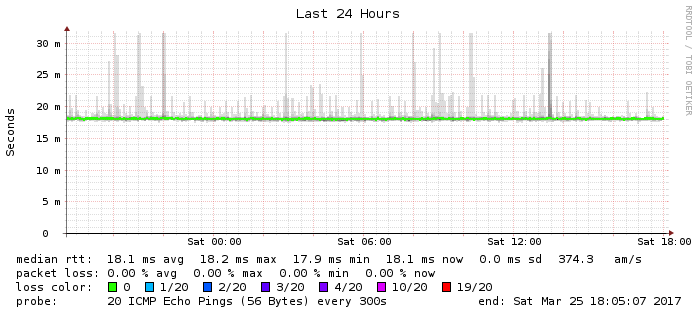 Last 24 Hours
RRDTOOL / TOBI OETIKER
Seconds
30 m
25 m
20 m
15 m
10 m
5 m
0
Sat 00:00 Sat 06:00 Sat 12:00 Sat 18:00
median rtt: 18.1 ms avg 18.2 ms max 17.9 ms min 18.1 ms now 0.0 ms sd 374.3 am/s
packet loss: 0.00 % avg 0.00 % max 0.00 % min 0.00 % now
loss color: 0 1/20 2/20 3/20 4/20 10/20 19/20
probe: 20 ICMP Echo Pings (56 Bytes) every 300s end: Sat Mar 25 18:05:07 2017